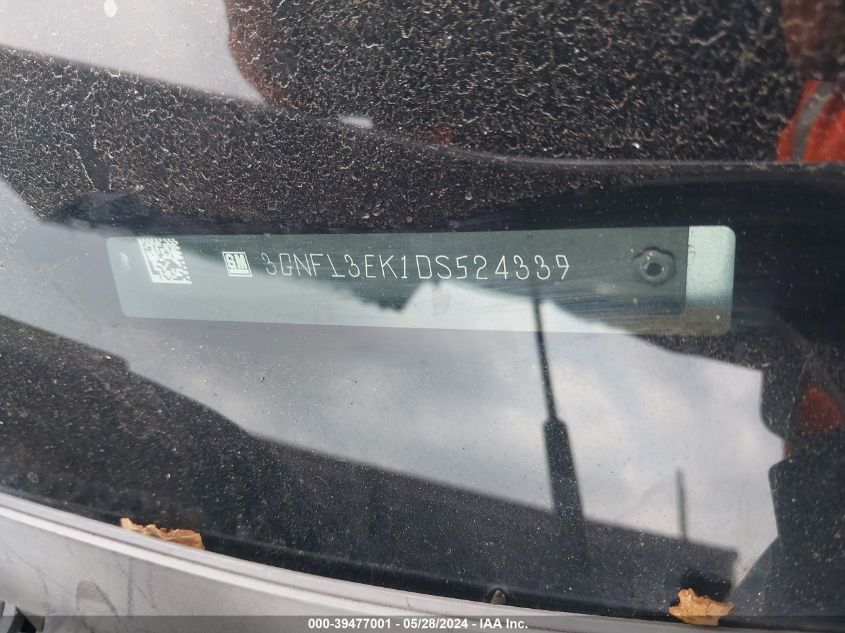 GM 3GNFL3EK1DS524339
000-39477001 / 05/28/2024 - IAA Inc.